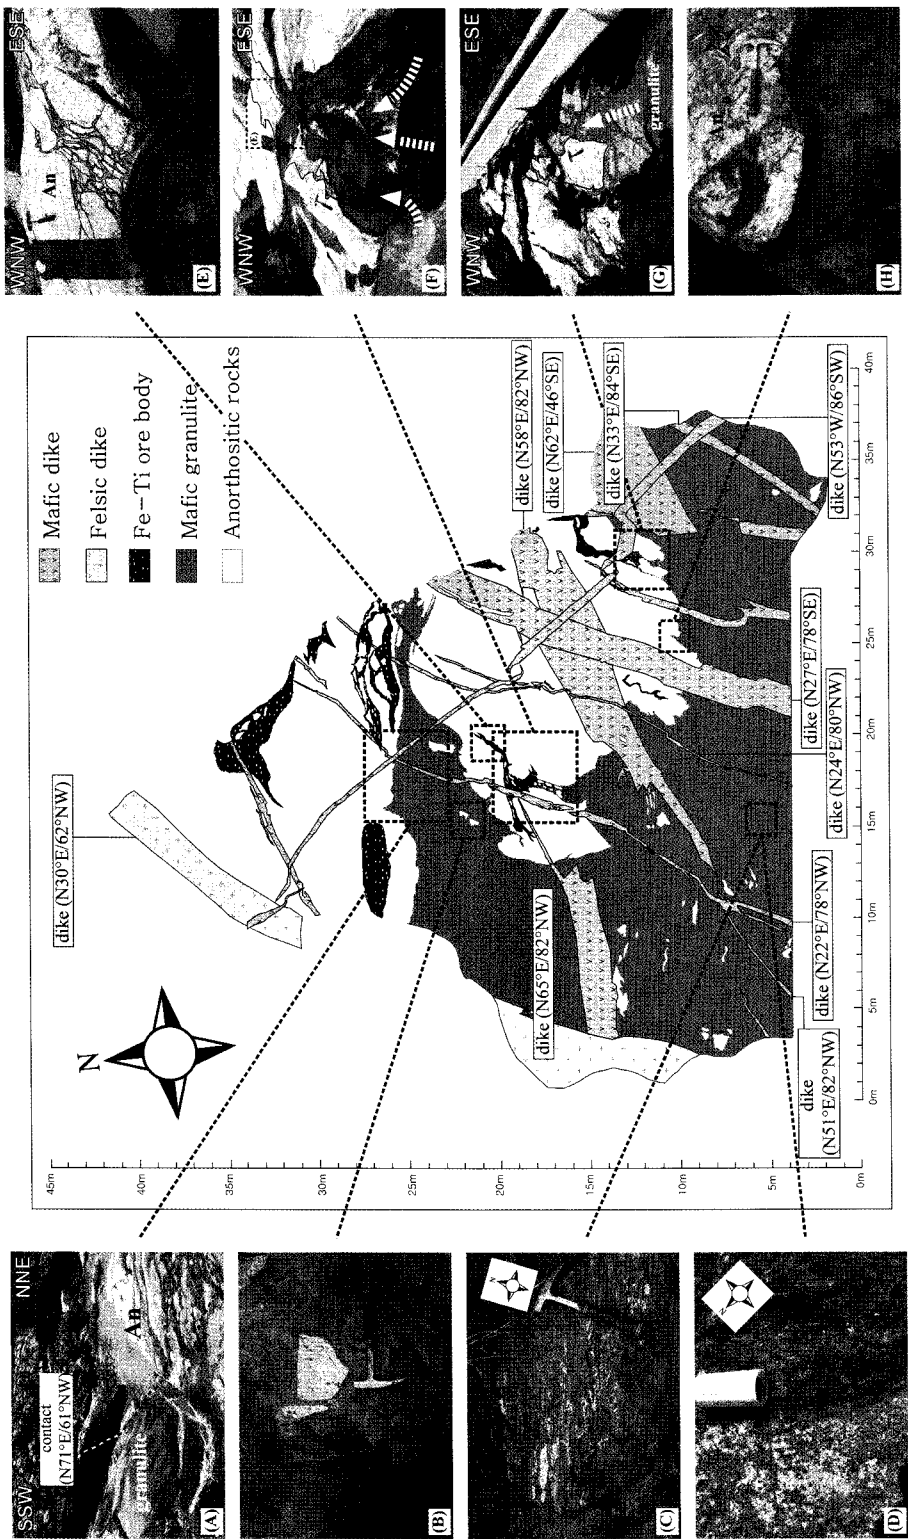 SSW
NNE
contact
(N71°E/61°NW)
granulite
An
(A)
(B)
N
(C)
N
(D)
N
Mafic dike
Felsic dike
Fe-Ti ore body
Mafic granulite
Anorthositic rocks
dike (N30°E/62°NW)
dike (N58°E/82°NW)
dike (N62°E/46°SE)
dike (N33°E/84°SE)
dike (N53°W/86°SW)
dike (N65°E/82°NW)
dike (N27°E/78°SE)
dike (N24°E/80°NW)
dike (N22°E/78°NW)
dike
(N51°E/82°NW)
45m
40m
35m
30m
25m
20m
15m
10m
5m
0m
0m
5m
10m
15m
20m
25m
30m
35m
40m
WNW
ESE
An
(E)
WNW
ESE
(E)
(F)
WNW
ESE
granulite
(G)
An
(H)